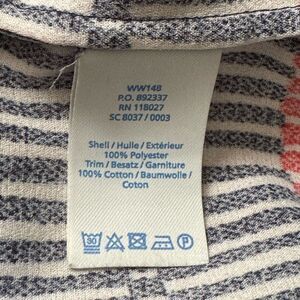 WW148
P.O. 892337
RN 118027
SC 8037 / 0003
Shell / Hulle / Extérieur
100% Polyester
Trim / Besatz / Garniture
100% Cotton / Baumwolle /
Coton
30
P